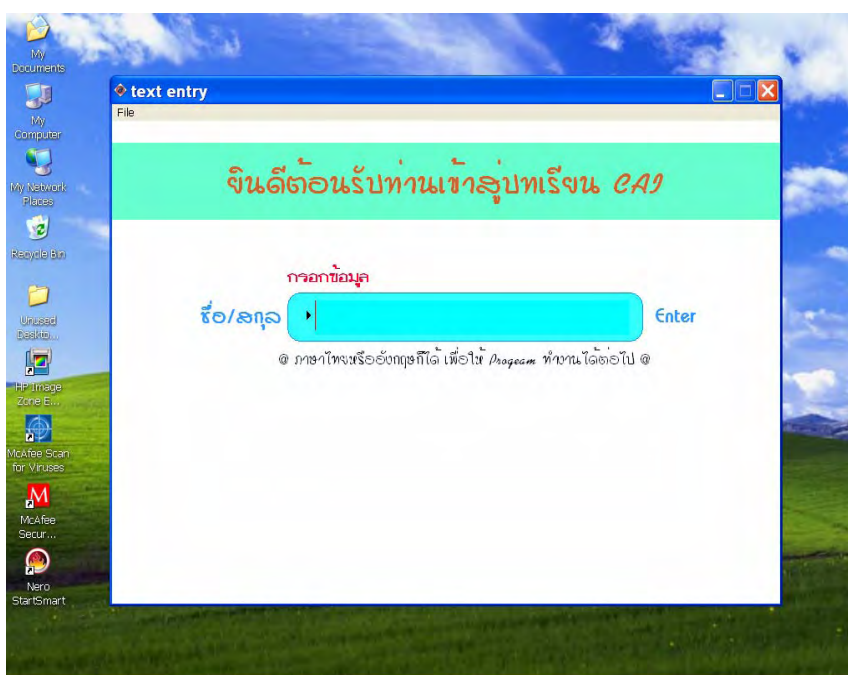 My
Documents
My
Computer
My Network
Places
Recycle Bin
Unused
Deskto...
HP Image
Zone E...
McAfee Scan
for Viruses
M
McAfee
Secur...
Nero
StartSmart
text entry
File
ยินดีต้อนรับท่านเข้าสู่บทเรียน CAI
กรอกข้อมูล
ชื่อ/สกุล
Enter
@ ภาษาไทยหรืออังกฤษก็ได้ เพื่อให้ Progeam ทำงานได้ต่อไป @